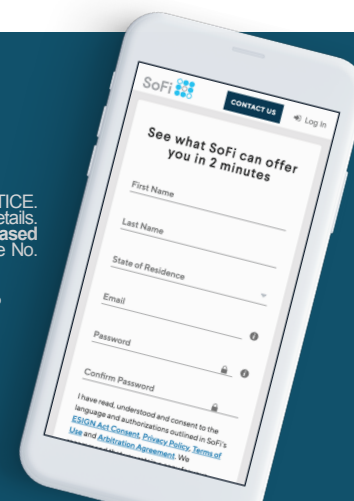 SoFi
CONTACT US
Log In
See what SoFi can offer
you in 2 minutes
First Name
Last Name
State of Residence
Email
Password
Confirm Password
I have read, understood and consent to the
language and authorizations outlined in SoFi's
ESIGN Act Consent, Privacy Policy, Terms of
Use and Arbitration Agreement. We
TICE.
etails.
ased
e No.